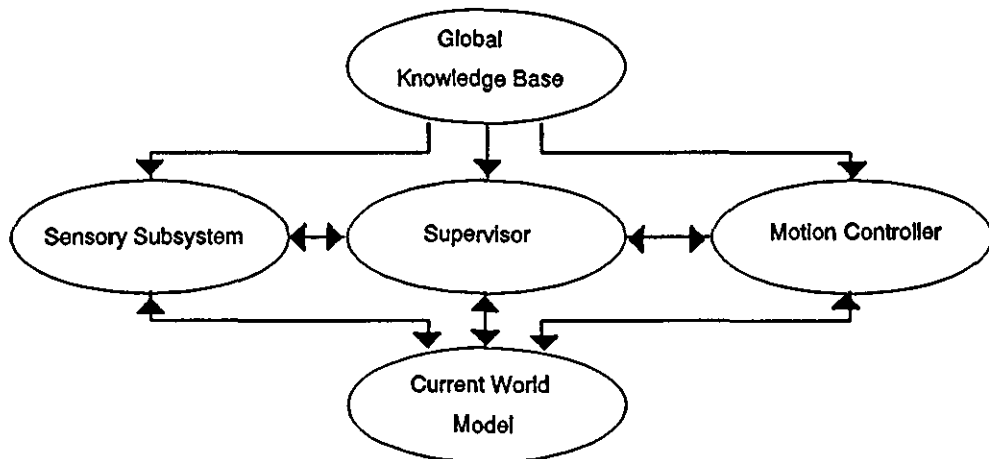 Global
Knowledge Base
Sensory Subsystem
Supervisor
Motion Controller
Current World
Model